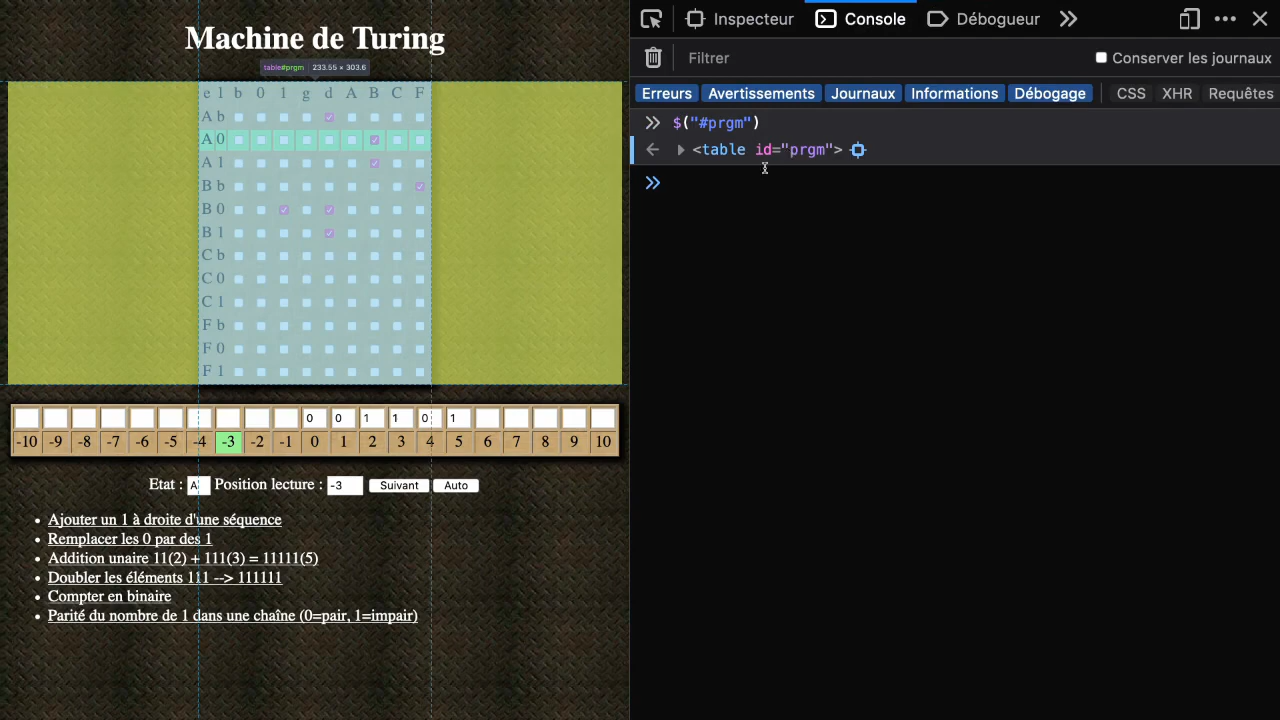 Machine de Turing
table#prgm 233.55 × 303.6
e l b 0 1 g d A B C F
A b
A 0
A 1
B b
B 0
B 1
C b
C 0
C 1
F b
F 0
F 1
0 0 1 1 0 1
-10 -9 -8 -7 -6 -5 -4 -3 -2 -1 0 1 2 3 4 5 6 7 8 9 10
Etat : A Position lecture : -3 Suivant Auto
• Ajouter un 1 à droite d'une séquence
• Remplacer les 0 par des 1
• Addition unaire 11(2) + 111(3) = 11111(5)
• Doubler les éléments 111 --> 111111
• Compter en binaire
• Parité du nombre de 1 dans une chaîne (0=pair, 1=impair)
Inspecteur Console Débogueur
Filtrer Conserver les journaux
Erreurs Avertissements Journaux Informations Débogage CSS XHR Requêtes
$("#prgm")
<table id="prgm">